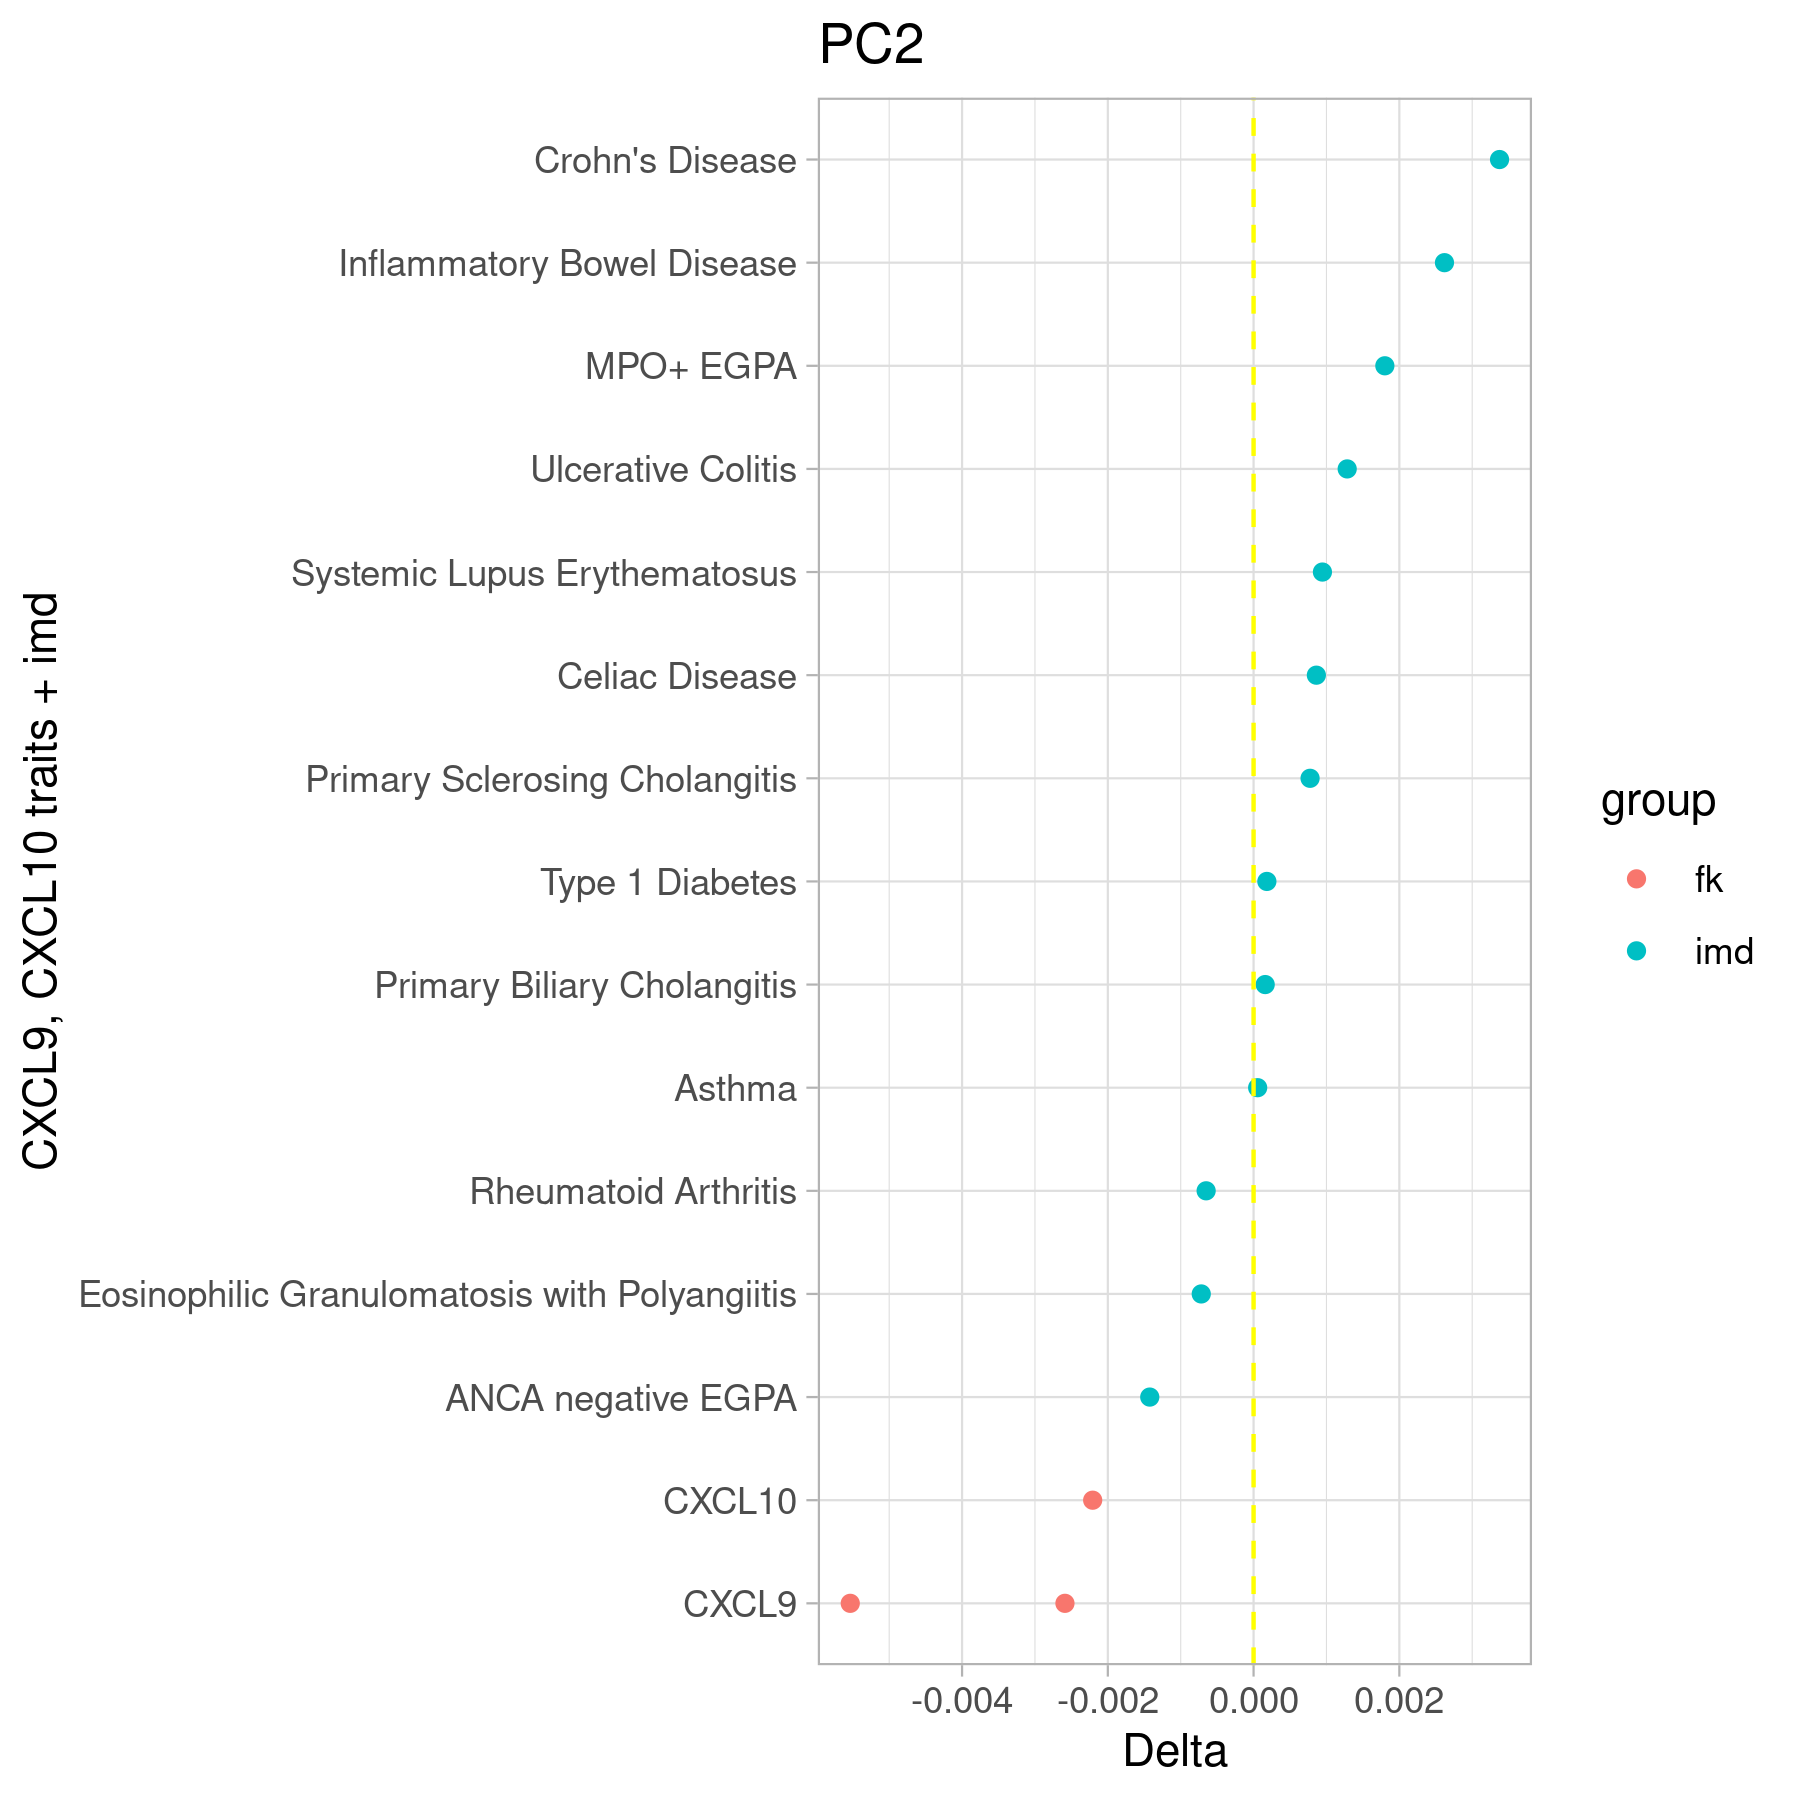 PC2
CXCL9, CXCL10 traits + imd
Crohn's Disease
Inflammatory Bowel Disease
MPO+ EGPA
Ulcerative Colitis
Systemic Lupus Erythematosus
Celiac Disease
Primary Sclerosing Cholangitis
Type 1 Diabetes
Primary Biliary Cholangitis
Asthma
Rheumatoid Arthritis
Eosinophilic Granulomatosis with Polyangiitis
ANCA negative EGPA
CXCL10
CXCL9
-0.004 -0.002 0.000 0.002
Delta
group
fk
imd